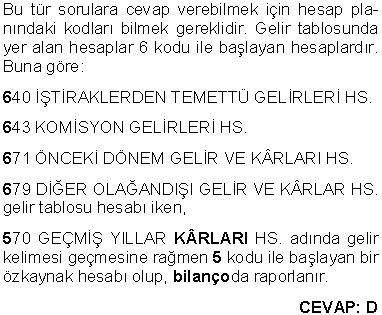 Bu tür sorulara cevap verebilmek için hesap pla-
nındaki kodları bilmek gereklidir. Gelir tablosunda
yer alan hesaplar 6 kodu ile başlayan hesaplardır.
Buna göre:
640 İŞTİRAKLERDEN TEMETTÜ GELİRLERİ HS.
643 KOMİSYON GELİRLERİ HS.
671 ÖNCEKİ DÖNEM GELİR VE KÂRLARI HS.
679 DİĞER OLAĞANDIŞI GELİR VE KÂRLAR HS.
gelir tablosu hesabı iken,
570 GEÇMİŞ YILLAR KÂRLARI HS. adında gelir
kelimesi geçmesine rağmen 5 kodu ile başlayan bir
özkaynak hesabı olup, bilançoda raporlanır.
CEVAP: D